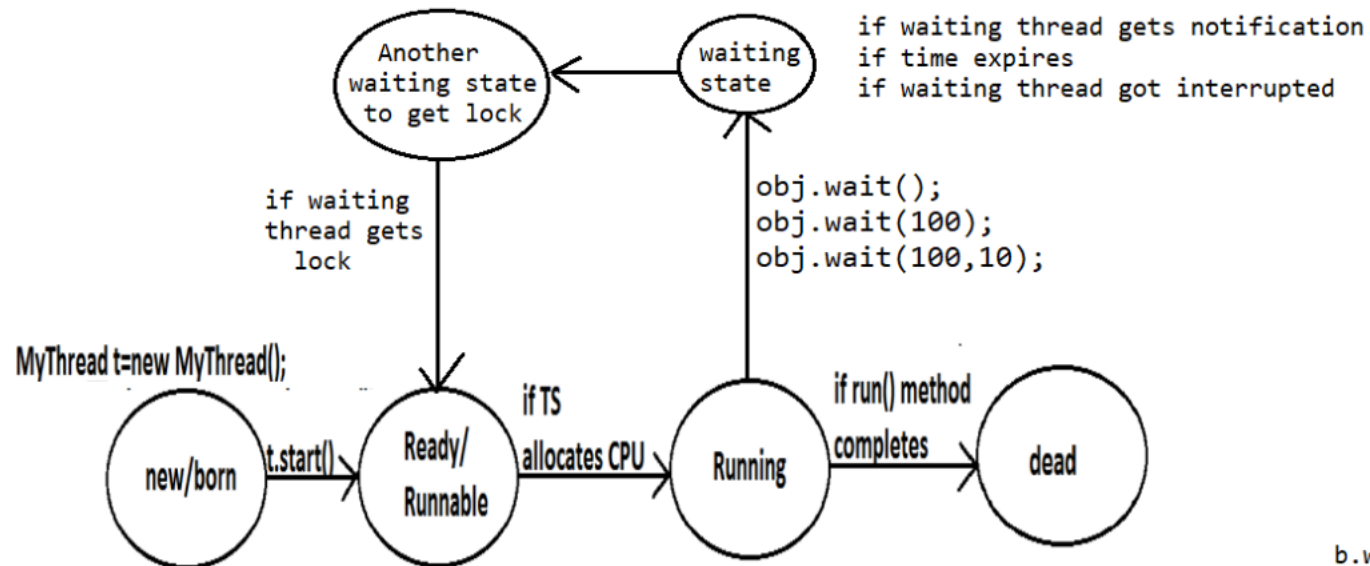 Another
waiting state
to get lock
waiting
state
if waiting thread gets notification
if time expires
if waiting thread got interrupted
if waiting
thread gets
lock
obj.wait();
obj.wait(100);
obj.wait(100,10);
MyThread t=new MyThread();
new/born
t.start()
Ready/
Runnable
if TS
allocates CPU
Running
if run() method
completes
dead